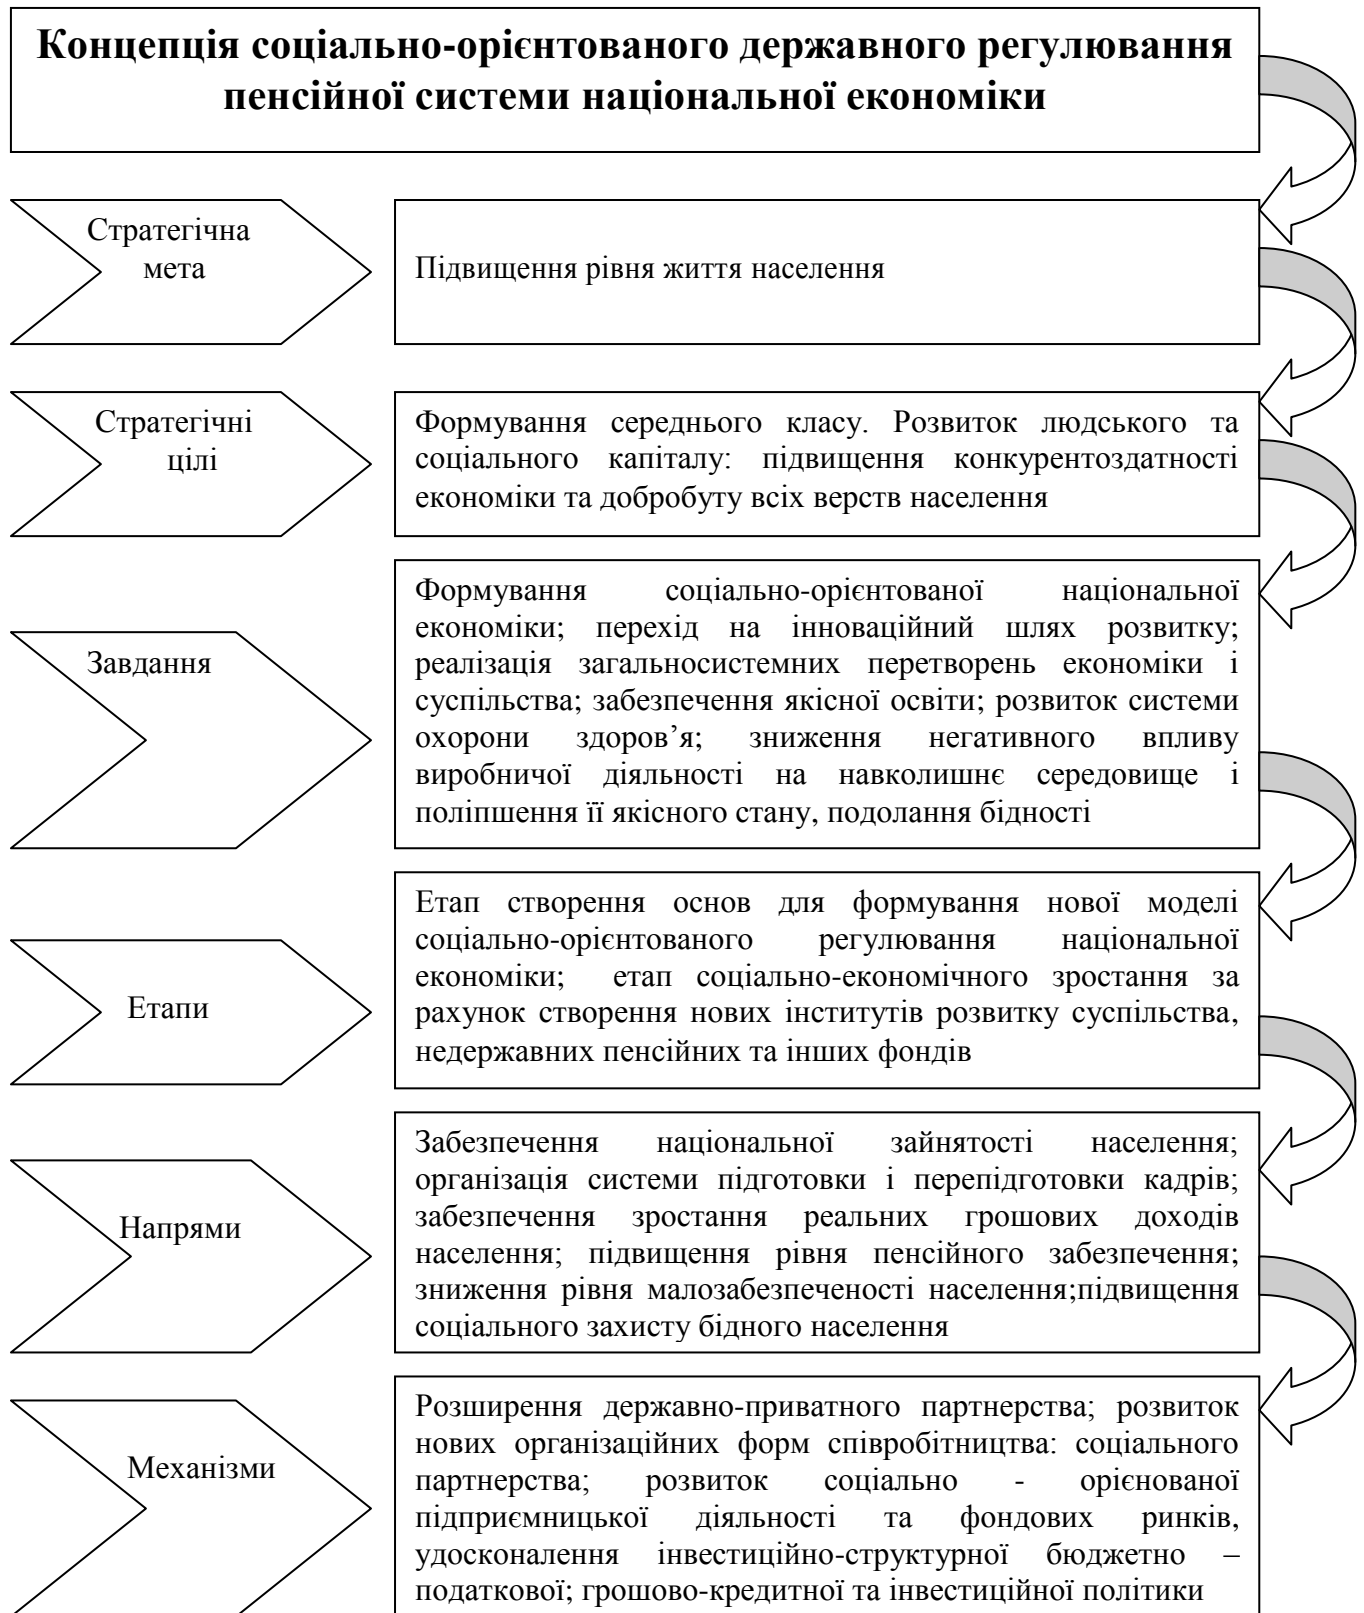 Концепція соціально-орієнтованого державного регулювання
пенсійної системи національної економіки
Стратегічна
мета
Підвищення рівня життя населення
Стратегічні
цілі
Формування середнього класу. Розвиток людського та
соціального капіталу: підвищення конкурентоздатності
економіки та добробуту всіх верств населення
Завдання
Формування соціально-орієнтованої національної
економіки; перехід на інноваційний шлях розвитку;
реалізація загальносистемних перетворень економіки і
суспільства; забезпечення якісної освіти; розвиток системи
охорони здоров’я; зниження негативного впливу
виробничої діяльності на навколишнє середовище і
поліпшення її якісного стану, подолання бідності
Етапи
Етап створення основ для формування нової моделі
соціально-орієнтованого регулювання національної
економіки; етап соціально-економічного зростання за
рахунок створення нових інститутів розвитку суспільства,
недержавних пенсійних та інших фондів
Напрями
Забезпечення національної зайнятості населення;
організація системи підготовки і перепідготовки кадрів;
забезпечення зростання реальних грошових доходів
населення; підвищення рівня пенсійного забезпечення;
зниження рівня малозабезпеченості населення;підвищення
соціального захисту бідного населення
Механізми
Розширення державно-приватного партнерства; розвиток
нових організаційних форм співробітництва: соціального
партнерства; розвиток соціально - орієнованої
підприємницької діяльності та фондових ринків,
удосконалення інвестиційно-структурної бюджетно –
податкової; грошово-кредитної та інвестиційної політики